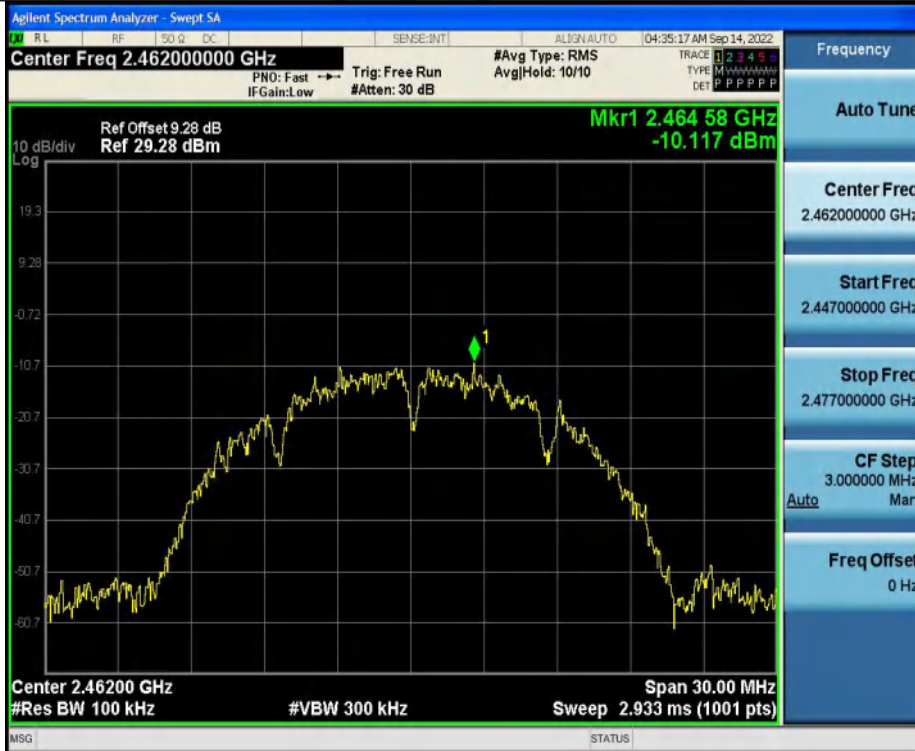 Agilent Spectrum Analyzer - Swept SA
RL RF 50 Ω DC SENSE:INT ALIGN AUTO 04:35:17 AM Sep 14, 2022
Center Freq 2.462000000 GHz
PNO: Fast
IFGain:Low
Trig: Free Run
#Atten: 30 dB
#Avg Type: RMS
Avg|Hold: 10/10
TRACE 1 2 3 4 5 6
TYPE M
DET P P P P P P
Frequency
Auto Tune
Center Freq
2.462000000 GHz
Start Freq
2.447000000 GHz
Stop Freq
2.477000000 GHz
CF Step
3.000000 MHz
Auto Man
Freq Offset
0 Hz
Mkr1 2.464 58 GHz
-10.117 dBm
Ref Offset 9.28 dB
10 dB/div Ref 29.28 dBm
Log
19.3
9.28
-0.72
-10.7
-20.7
-30.7
-40.7
-50.7
-60.7
1
Center 2.46200 GHz Span 30.00 MHz
#Res BW 100 kHz #VBW 300 kHz Sweep 2.933 ms (1001 pts)
MSG STATUS